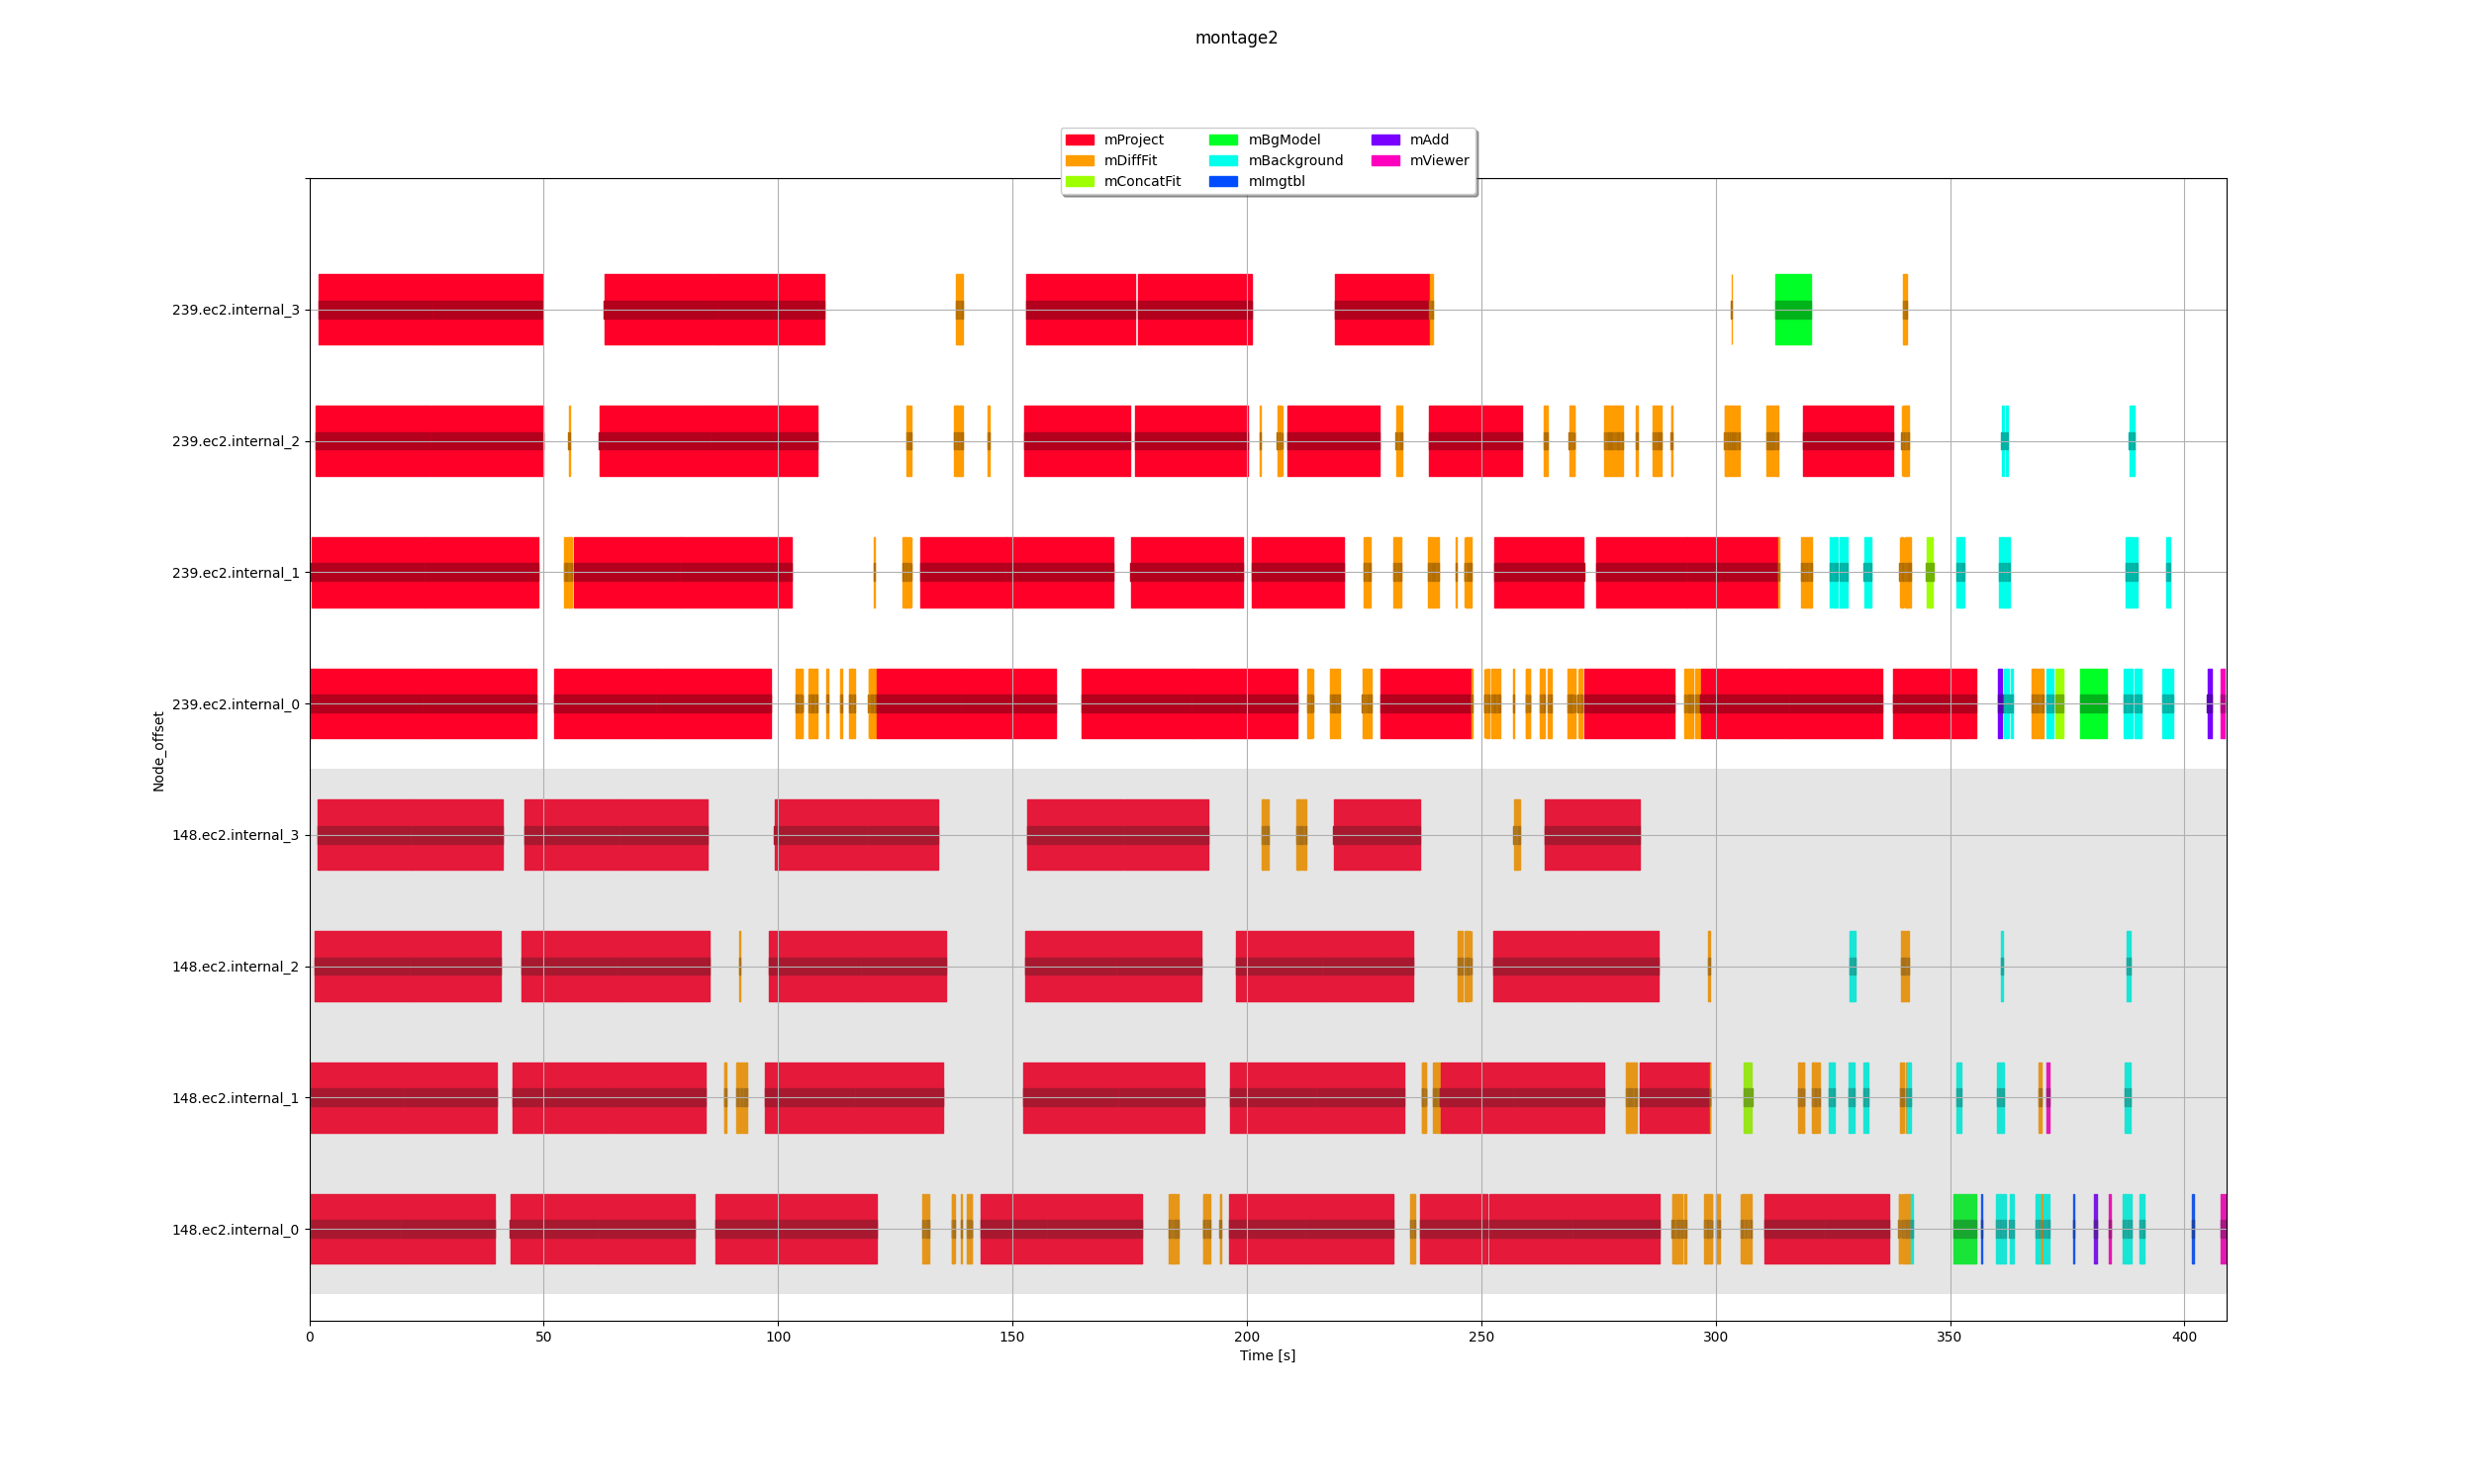 montage2
mProject mBgModel mAdd
mDiffFit mBackground mViewer
mConcatFit mImgtbl
239.ec2.internal_3
239.ec2.internal_2
239.ec2.internal_1
239.ec2.internal_0
Node_offset
148.ec2.internal_3
148.ec2.internal_2
148.ec2.internal_1
148.ec2.internal_0
0 50 100 150 200 250 300 350 400
Time [s]